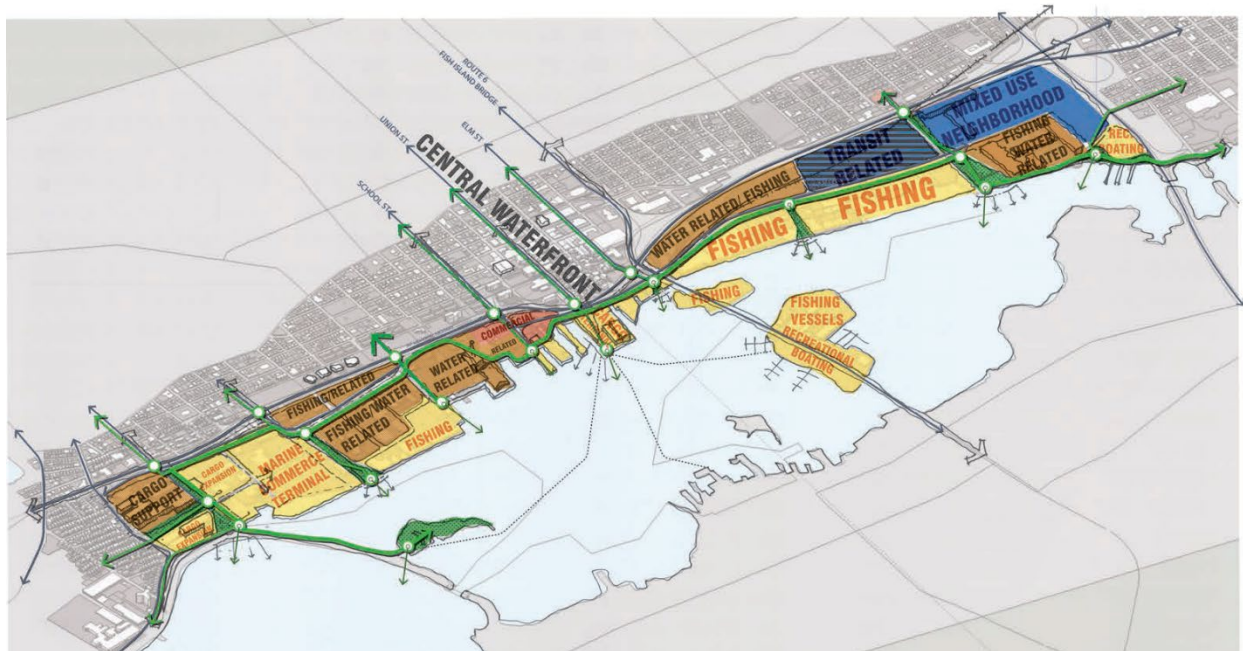 ROUTE 6
FISH ISLAND BRIDGE
ELM ST.
UNION ST.
SCHOOL ST.
CENTRAL WATERFRONT
MIXED USE
NEIGHBORHOOD
FISHING
WATER
RELATED
REC
BOATING
TRANSIT
RELATED
WATER RELATED/FISHING
FISHING
FISHING
FISHING
FISHING
VESSELS
RECREATIONAL
BOATING
COMMERCIAL
RELATED
WATER
RELATED
FISHING/RELATED
FISHING/WATER
RELATED
FISHING
MARINE
COMMERCE
TERMINAL
CARGO
EXPANSION
CARGO
SUPPORT
CARGO
EXPANSION